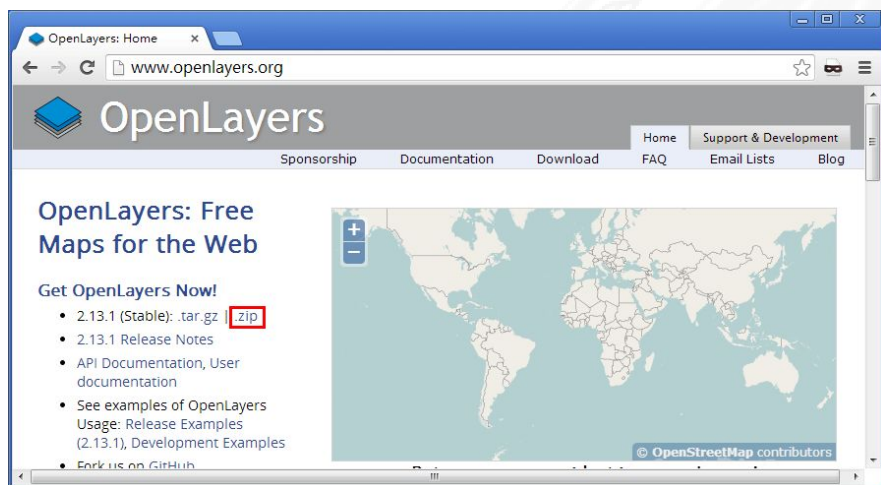 OpenLayers: Home
www.openlayers.org
OpenLayers
Home Support & Development
Sponsorship Documentation Download FAQ Email Lists Blog
OpenLayers: Free
Maps for the Web
Get OpenLayers Now!
2.13.1 (Stable): .tar.gz | .zip
2.13.1 Release Notes
API Documentation, User
documentation
See examples of OpenLayers
Usage: Release Examples
(2.13.1), Development Examples
Fork us on GitHub
+
−
© OpenStreetMap contributors